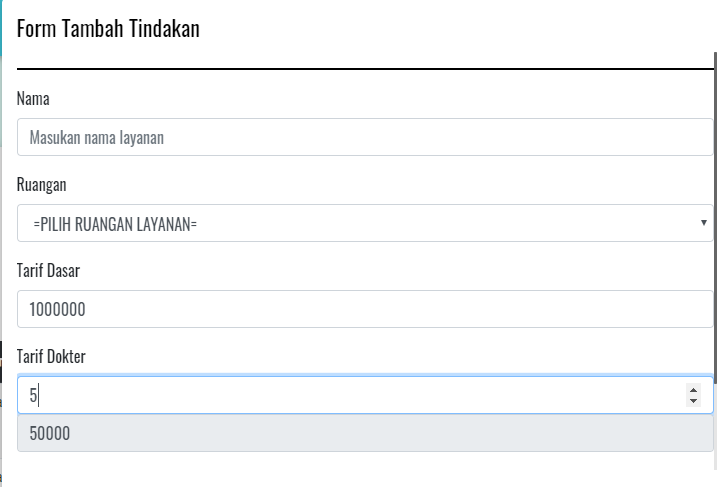 Form Tambah Tindakan
Nama
Masukan nama layanan
Ruangan
=PILIH RUANGAN LAYANAN=
Tarif Dasar
1000000
Tarif Dokter
5
50000